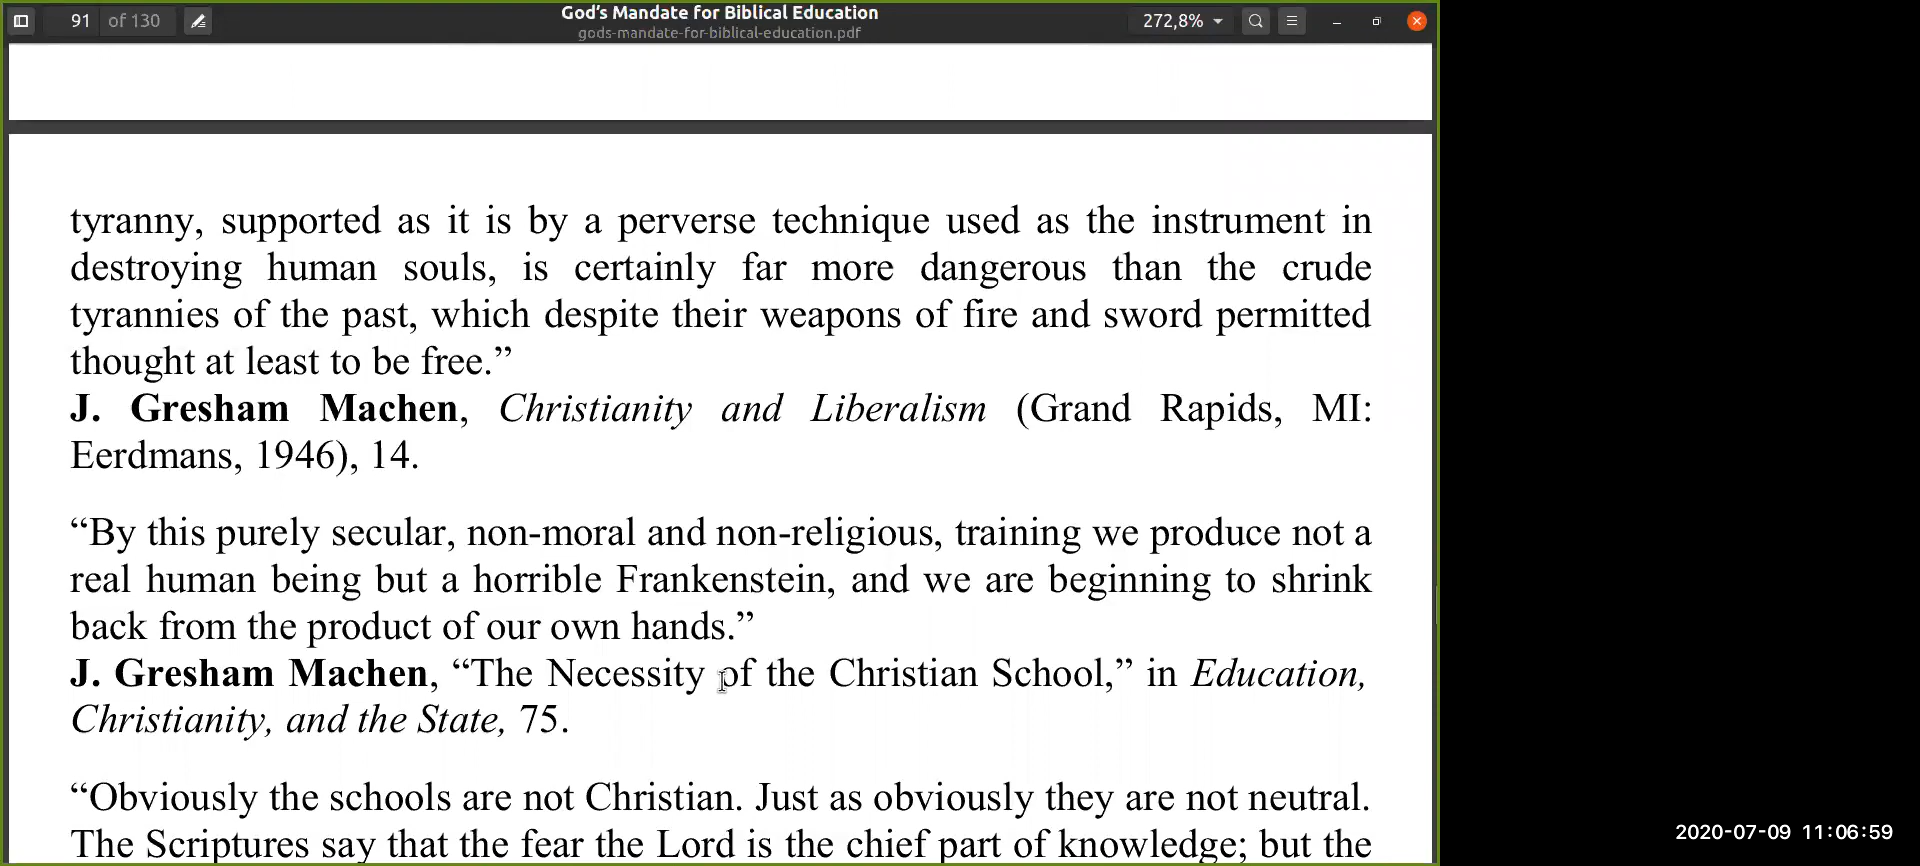 91 of 130
God's Mandate for Biblical Education
gods-mandate-for-biblical-education.pdf
272,8%
tyranny, supported as it is by a perverse technique used as the instrument in
destroying human souls, is certainly far more dangerous than the crude
tyrannies of the past, which despite their weapons of fire and sword permitted
thought at least to be free.”
J. Gresham Machen, Christianity and Liberalism (Grand Rapids, MI:
Eerdmans, 1946), 14.
“By this purely secular, non-moral and non-religious, training we produce not a
real human being but a horrible Frankenstein, and we are beginning to shrink
back from the product of our own hands.”
J. Gresham Machen, “The Necessity of the Christian School,” in Education,
Christianity, and the State, 75.
“Obviously the schools are not Christian. Just as obviously they are not neutral.
The Scriptures say that the fear the Lord is the chief part of knowledge; but the
2020-07-09 11:06:59